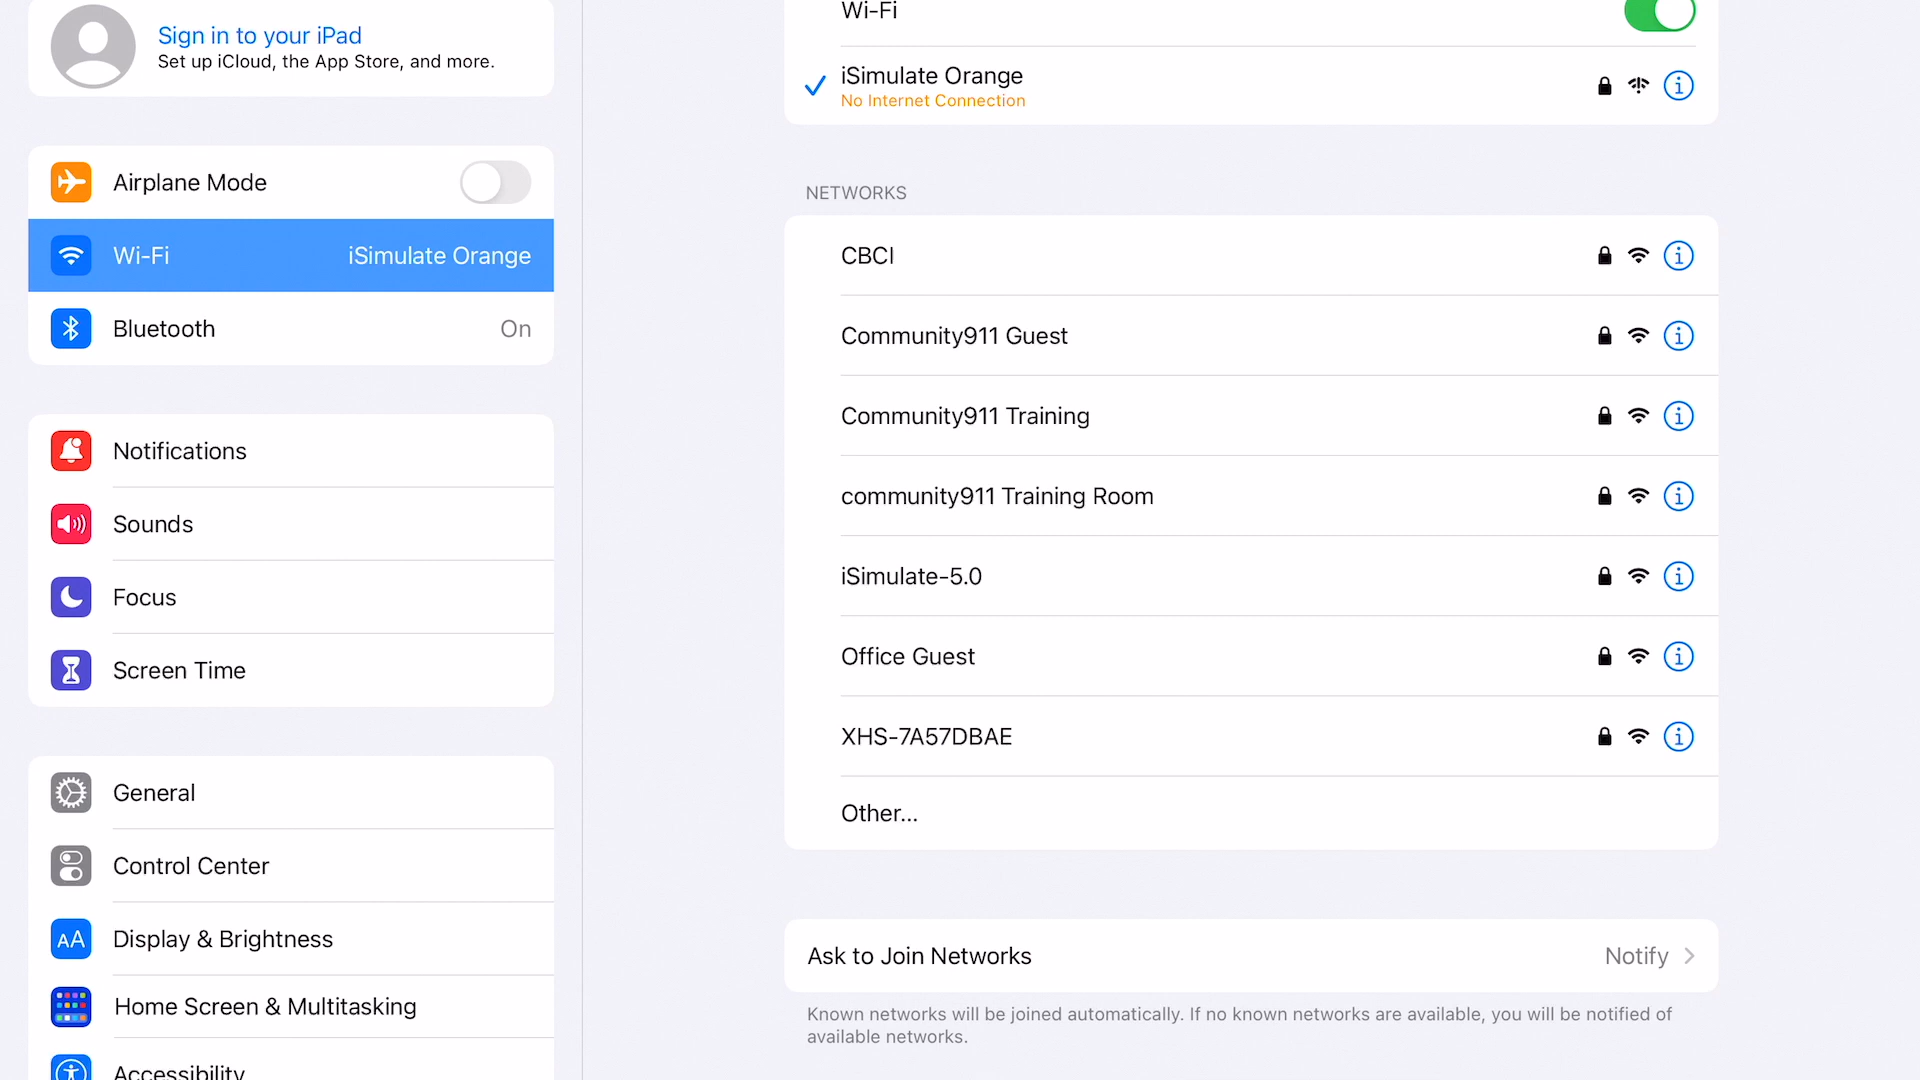 Sign in to your iPad
Set up iCloud, the App Store, and more.
Airplane Mode
Wi-Fi iSimulate Orange
Bluetooth On
Notifications
Sounds
Focus
Screen Time
General
Control Center
AA Display & Brightness
Home Screen & Multitasking
Accessibility
Wi-Fi
iSimulate Orange
No Internet Connection
NETWORKS
CBCI
Community911 Guest
Community911 Training
community911 Training Room
iSimulate-5.0
Office Guest
XHS-7A57DBAE
Other...
Ask to Join Networks Notify
Known networks will be joined automatically. If no known networks are available, you will be notified of
available networks.